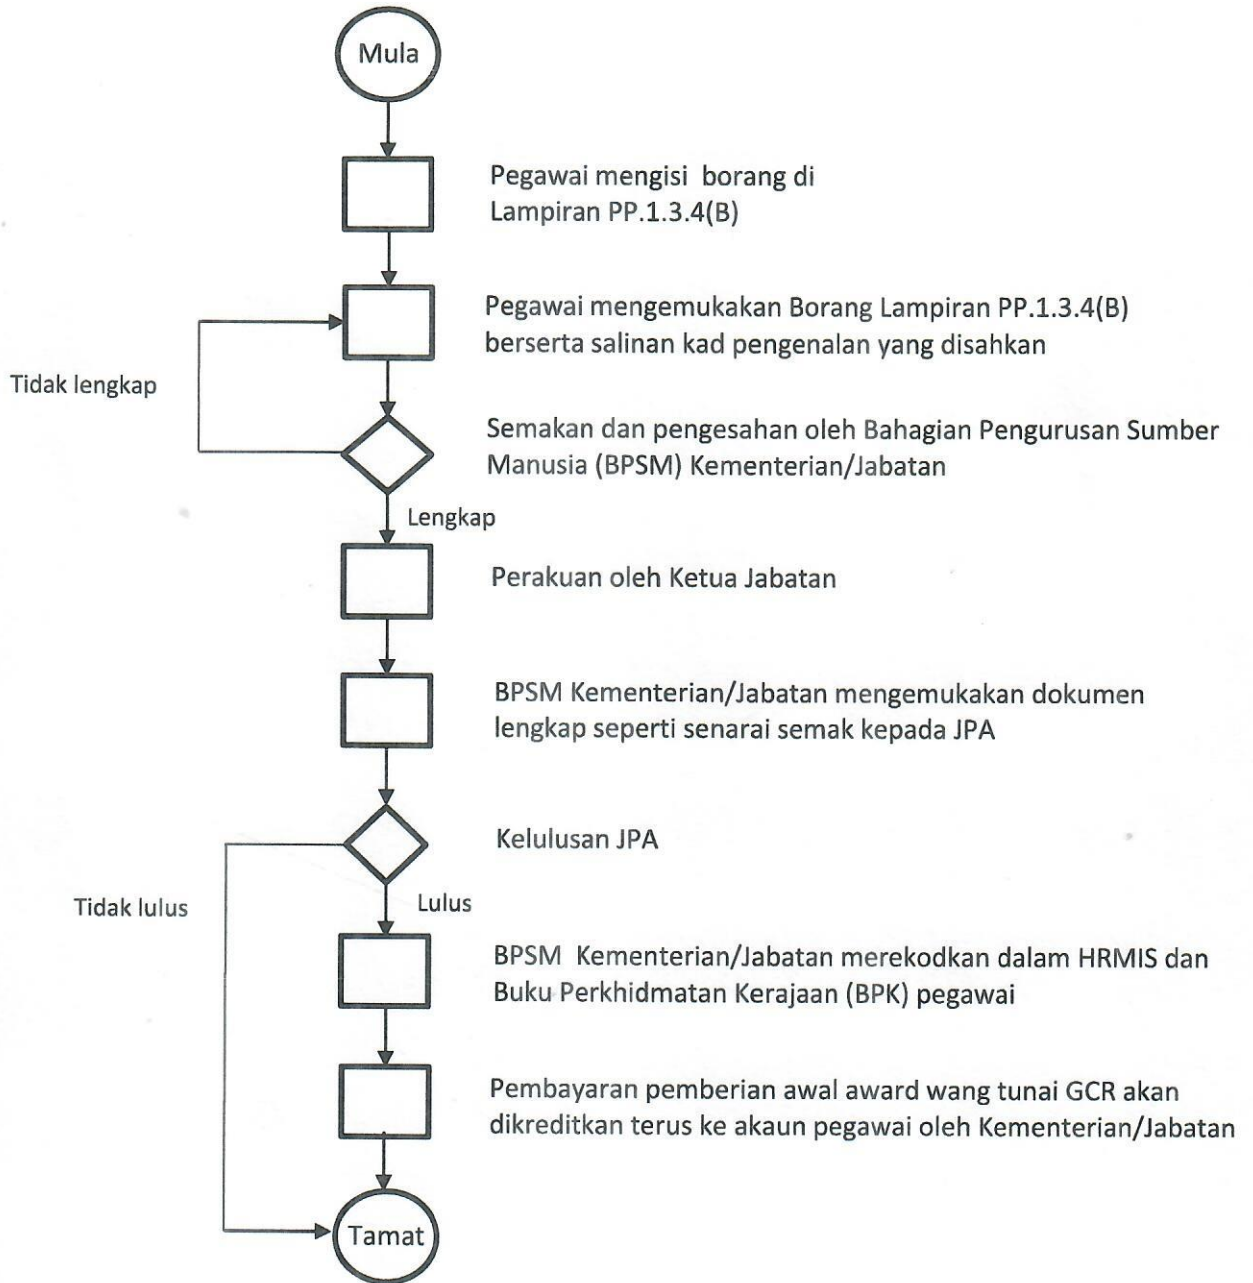 Mula
Pegawai mengisi borang di
Lampiran PP.1.3.4(B)
Pegawai mengemukakan Borang Lampiran PP.1.3.4(B)
berserta salinan kad pengenalan yang disahkan
Tidak lengkap
Semakan dan pengesahan oleh Bahagian Pengurusan Sumber
Manusia (BPSM) Kementerian/Jabatan
Lengkap
Perakuan oleh Ketua Jabatan
BPSM Kementerian/Jabatan mengemukakan dokumen
lengkap seperti senarai semak kepada JPA
Kelulusan JPA
Tidak lulus
Lulus
BPSM Kementerian/Jabatan merekodkan dalam HRMIS dan
Buku Perkhidmatan Kerajaan (BPK) pegawai
Pembayaran pemberian awal award wang tunai GCR akan
dikreditkan terus ke akaun pegawai oleh Kementerian/Jabatan
Tamat